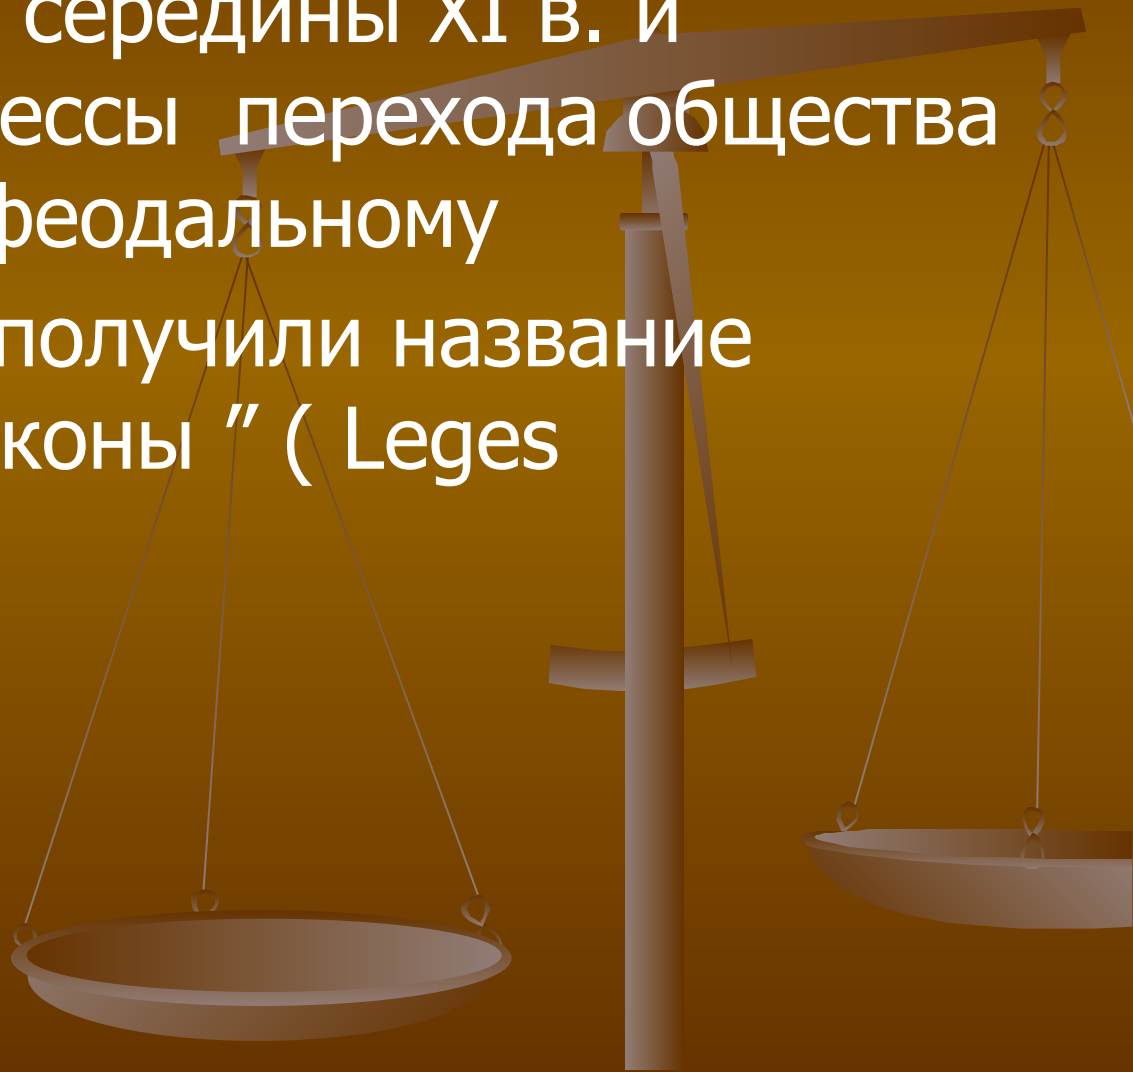 середины XI в. и
ессы перехода общества
феодальному
получили название
коны ” ( Leges